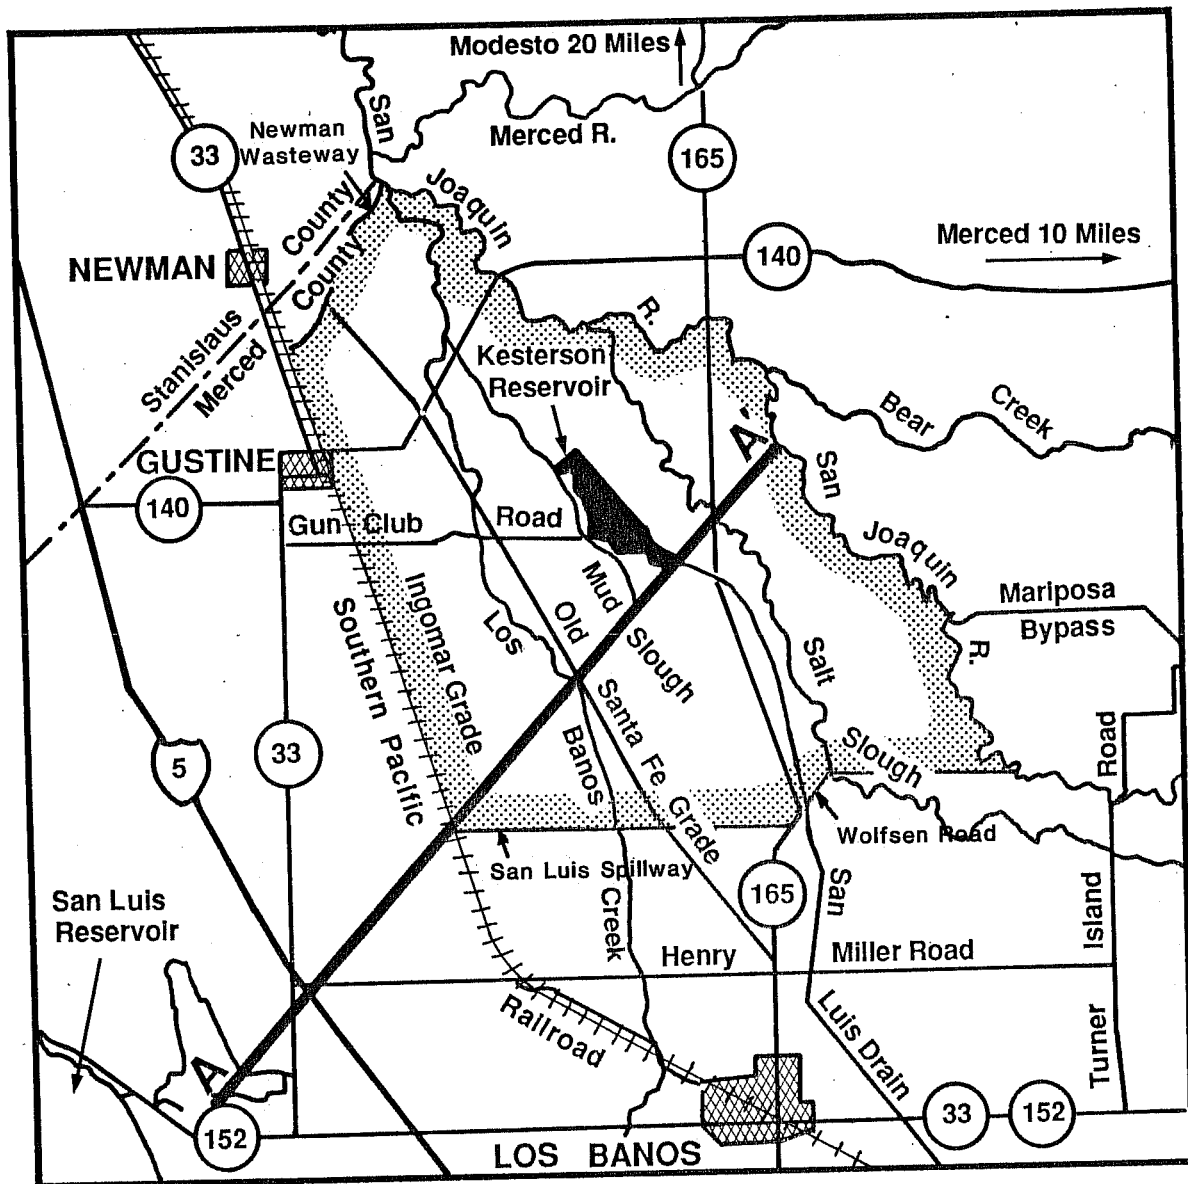 Modesto 20 Miles
San
Newman
Wasteway
Merced R.
33
165
Joaquin
County
County
Merced 10 Miles
140
NEWMAN
R.
Stanislaus
Merced
Kesterson
Reservoir
Bear
Creek
A'
GUSTINE
San
140
Gun Club
Road
Joaquin
Ingomar Grade
Mud
Slough
Mariposa
Bypass
Southern Pacific
Los
Old
Santa Fe Grade
Salt
Slough
R.
Banos
Creek
33
5
Road
Wolfsen Road
San Luis Spillway
165
San
Island
San Luis
Reservoir
Henry
Miller Road
Railroad
Luis Drain
Turner
A
152
33
152
LOS BANOS